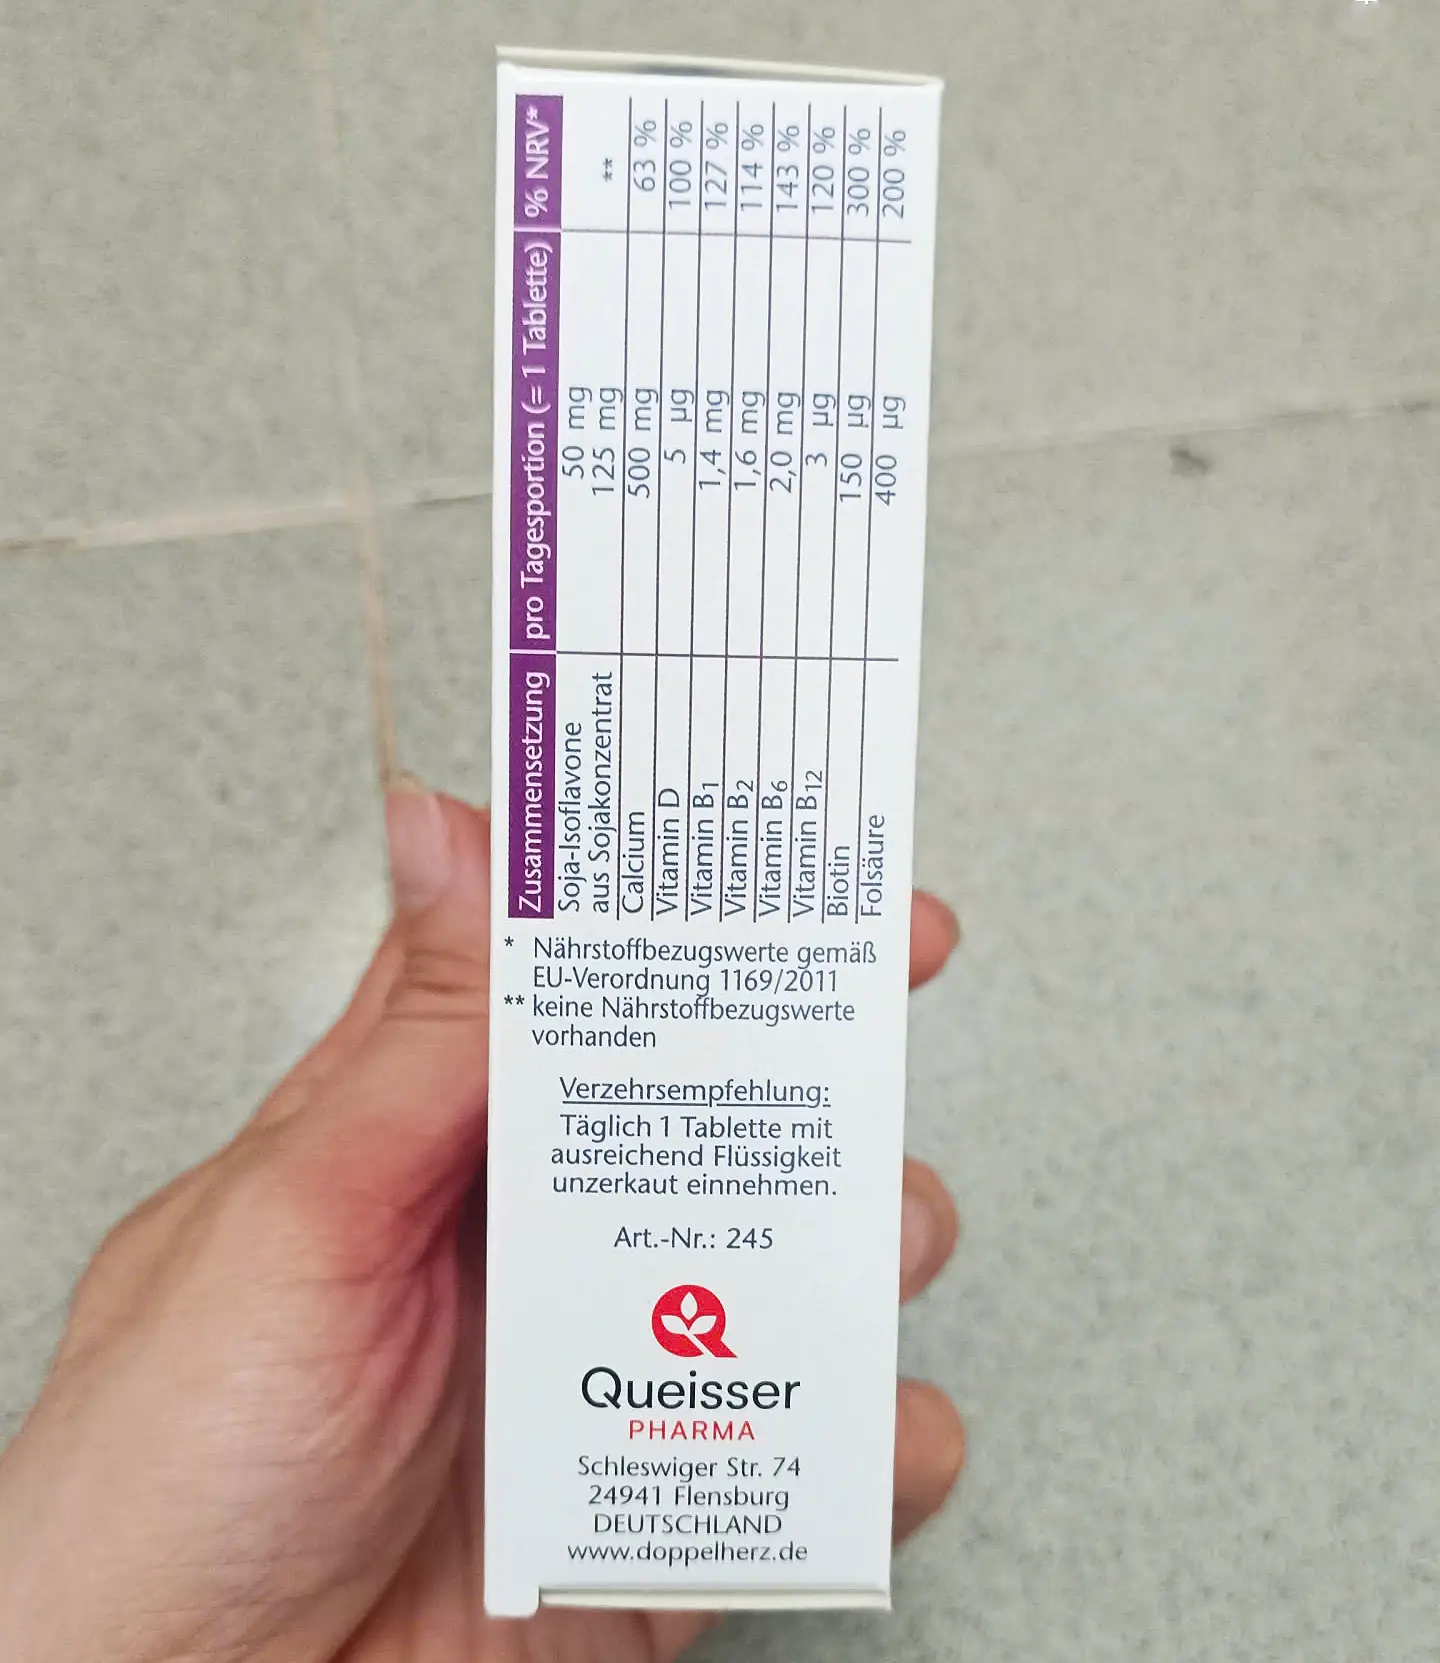 Zusammensetzung pro Tagesportion (= 1 Tablette) % NRV*
Soja-Isoflavone 50 mg
aus Sojakonzentrat 125 mg **
Calcium 500 mg 63 %
Vitamin D 5 µg 100 %
Vitamin B1 1,4 mg 127 %
Vitamin B2 1,6 mg 114 %
Vitamin B6 2,0 mg 143 %
Vitamin B12 3 µg 120 %
Biotin 150 µg 300 %
Folsäure 400 µg 200 %
* Nährstoffbezugswerte gemäß
EU-Verordnung 1169/2011
** keine Nährstoffbezugswerte
vorhanden
Verzehrsempfehlung:
Täglich 1 Tablette mit
ausreichend Flüssigkeit
unzerkaut einnehmen.
Art.-Nr.: 245
Queisser
PHARMA
Schleswiger Str. 74
24941 Flensburg
DEUTSCHLAND
www.doppelherz.de